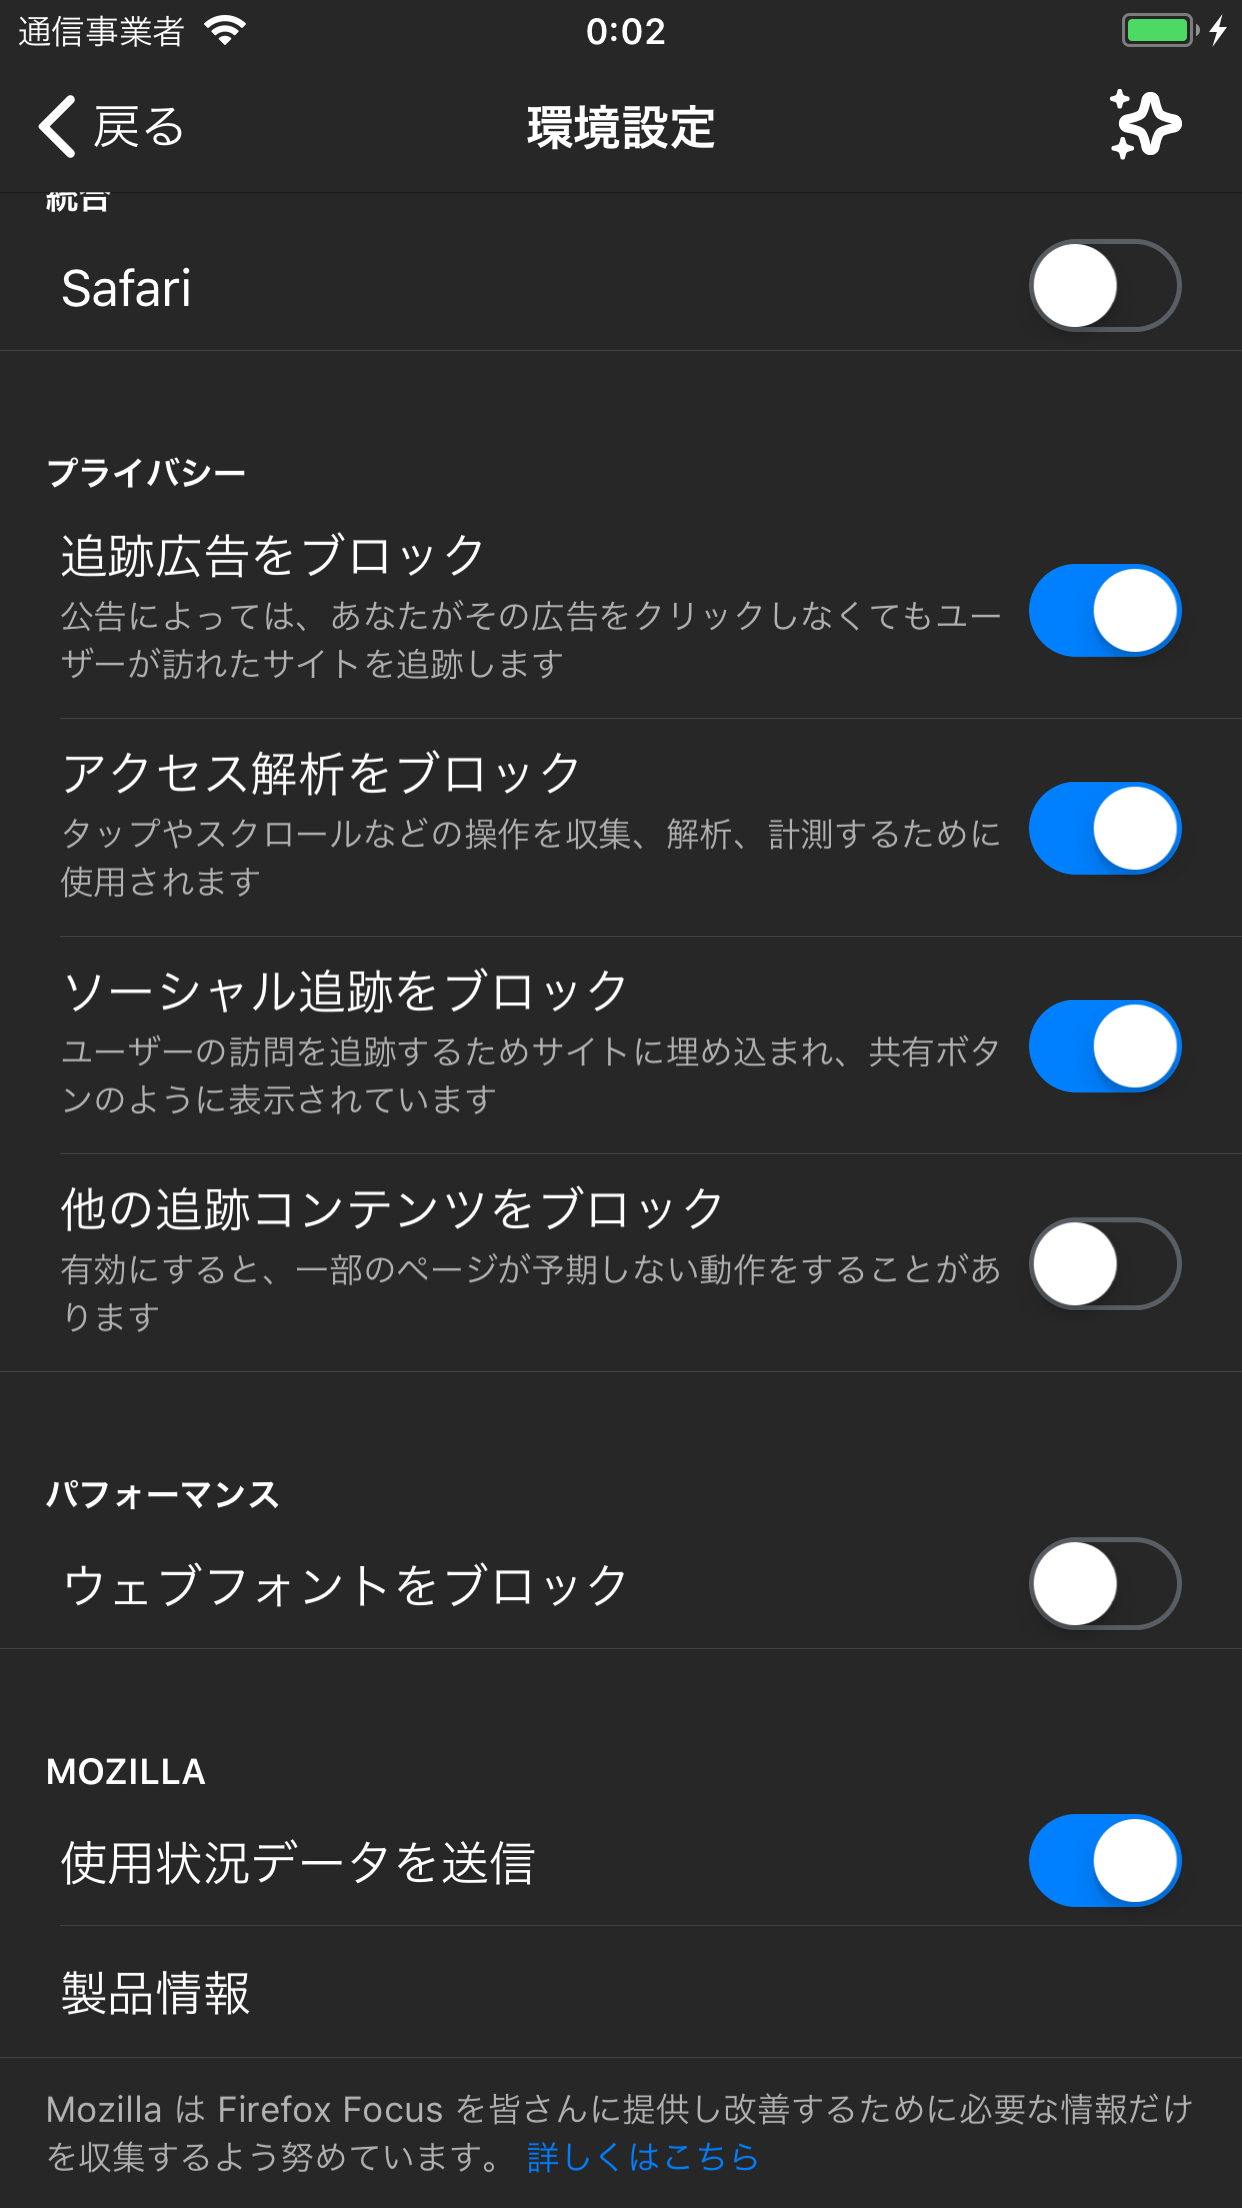 通信事業者 0:02
戻る 環境設定
統合
Safari
プライバシー
追跡広告をブロック
公告によっては、あなたがその広告をクリックしなくてもユー
ザーが訪れたサイトを追跡します
アクセス解析をブロック
タップやスクロールなどの操作を収集、解析、計測するために
使用されます
ソーシャル追跡をブロック
ユーザーの訪問を追跡するためサイトに埋め込まれ、共有ボタ
ンのように表示されています
他の追跡コンテンツをブロック
有効にすると、一部のページが予期しない動作をすることがあ
ります
パフォーマンス
ウェブフォントをブロック
MOZILLA
使用状況データを送信
製品情報
Mozilla は Firefox Focus を皆さんに提供し改善するために必要な情報だけ
を収集するよう努めています。 詳しくはこちら